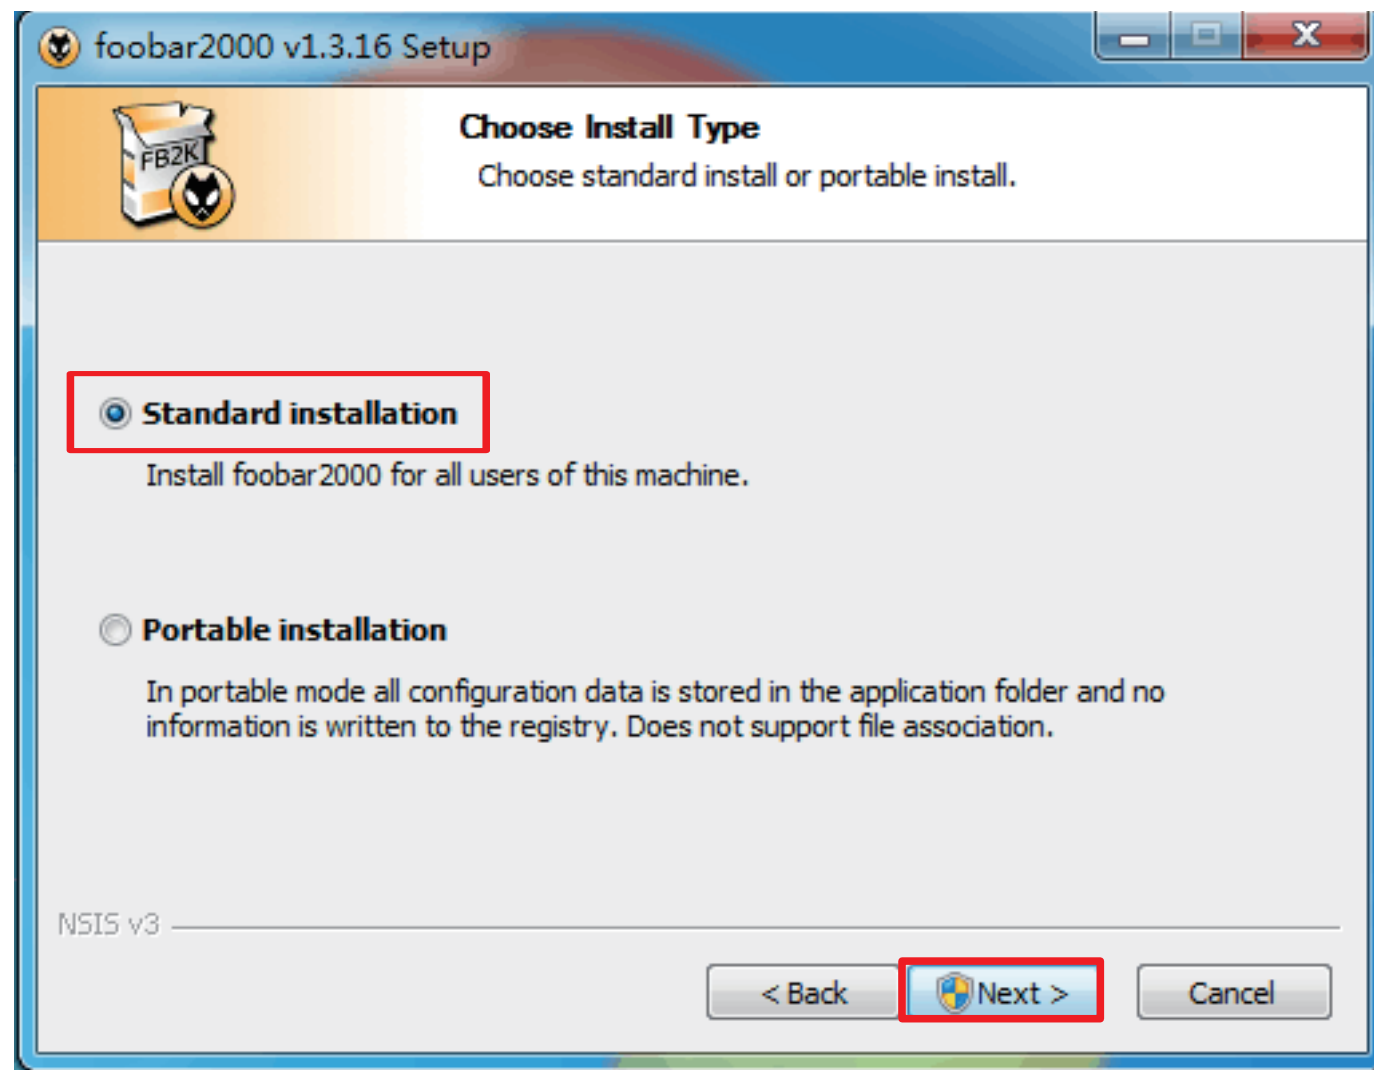 foobar2000 v1.3.16 Setup
FB2K
Choose Install Type
Choose standard install or portable install.
Standard installation
Install foobar2000 for all users of this machine.
Portable installation
In portable mode all configuration data is stored in the application folder and no
information is written to the registry. Does not support file association.
NSIS v3
< Back
Next >
Cancel